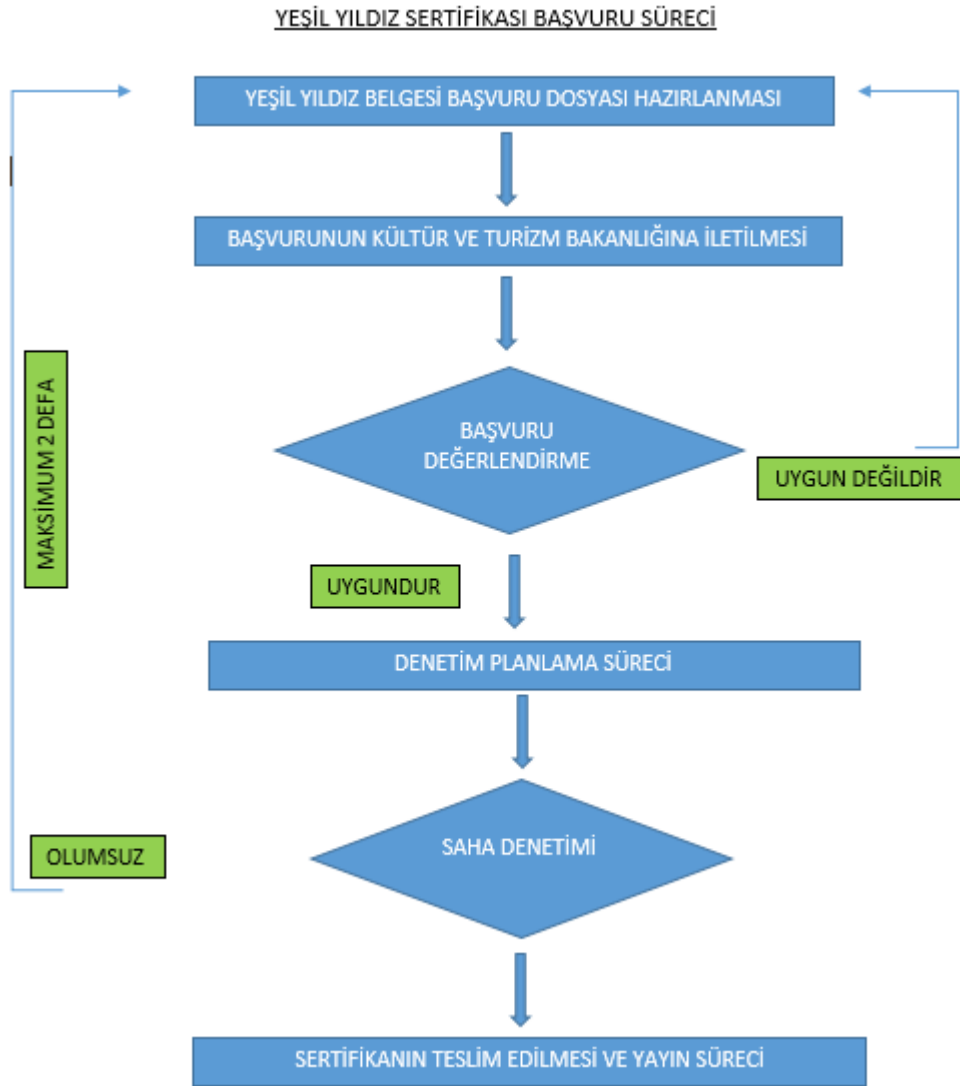 YEŞİL YILDIZ SERTİFİKASI BAŞVURU SÜRECİ
YEŞİL YILDIZ BELGESİ BAŞVURU DOSYASI HAZIRLANMASI
BAŞVURUNUN KÜLTÜR VE TURİZM BAKANLIĞINA İLETİLMESİ
MAKSİMUM 2 DEFA
BAŞVURU
DEĞERLENDİRME
UYGUN DEĞİLDİR
UYGUNDUR
DENETİM PLANLAMA SÜRECİ
SAHA DENETİMİ
OLUMSUZ
SERTİFİKANIN TESLİM EDİLMESİ VE YAYIN SÜRECİ